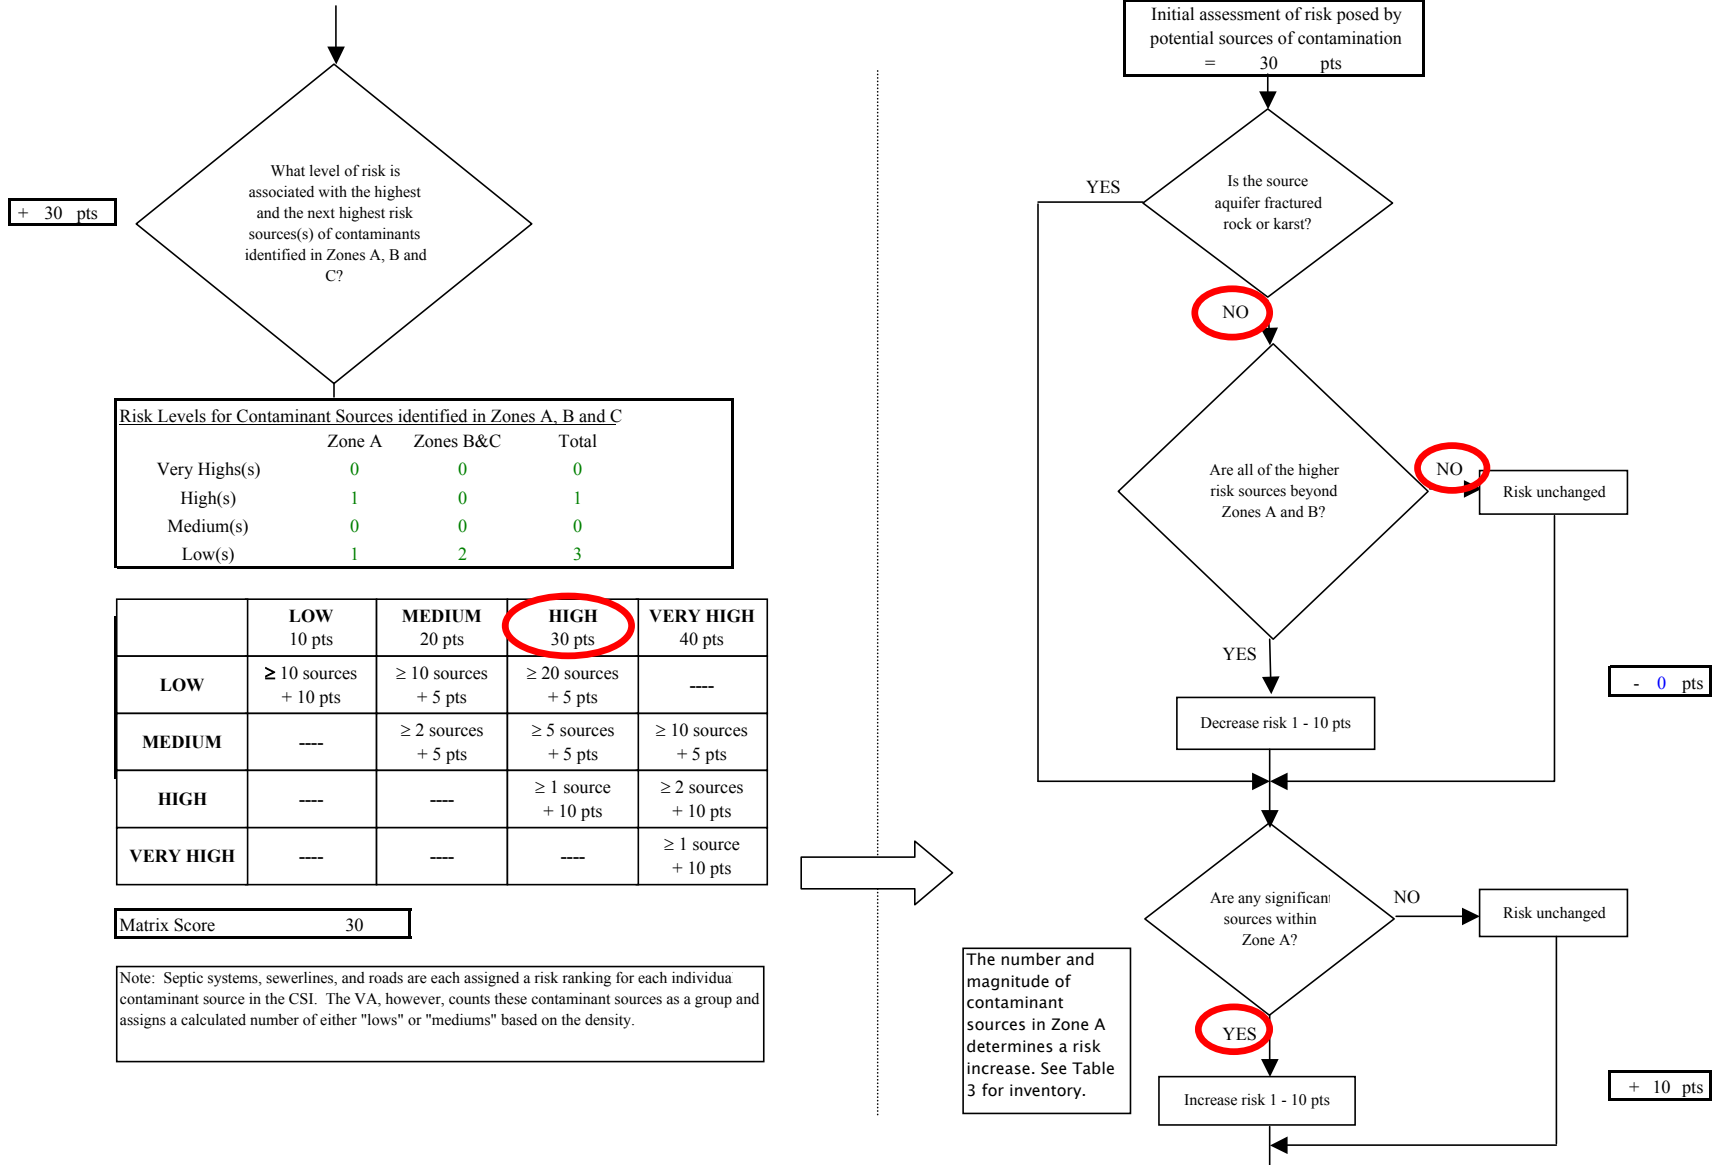 What level of risk is
associated with the highest
and the next highest risk
sources(s) of contaminants
identified in Zones A, B and
C?
+ 30 pts
Risk Levels for Contaminant Sources identified in Zones A, B and C
Zone A Zones B&C Total
Very Highs(s) 0 0 0
High(s) 1 0 1
Medium(s) 0 0 0
Low(s) 1 2 3
LOW MEDIUM HIGH VERY HIGH
10 pts 20 pts 30 pts 40 pts
LOW ≥ 10 sources ≥ 10 sources ≥ 20 sources ----
+ 10 pts + 5 pts + 5 pts
MEDIUM ---- ≥ 2 sources ≥ 5 sources ≥ 10 sources
+ 5 pts + 5 pts + 5 pts
HIGH ---- ---- ≥ 1 source ≥ 2 sources
+ 10 pts + 10 pts
VERY HIGH ---- ---- ---- ≥ 1 source
+ 10 pts
Matrix Score 30
Note: Septic systems, sewerlines, and roads are each assigned a risk ranking for each individua
contaminant source in the CSI. The VA, however, counts these contaminant sources as a group and
assigns a calculated number of either "lows" or "mediums" based on the density.
Initial assessment of risk posed by
potential sources of contamination
= 30 pts
Is the source
aquifer fractured
rock or karst?
YES
NO
Are all of the higher
risk sources beyond
Zones A and B?
NO
Risk unchanged
YES
- 0 pts
Decrease risk 1 - 10 pts
Are any significant
sources within
Zone A?
NO
Risk unchanged
The number and
magnitude of
contaminant
sources in Zone A
determines a risk
increase. See Table
3 for inventory.
YES
Increase risk 1 - 10 pts
+ 10 pts